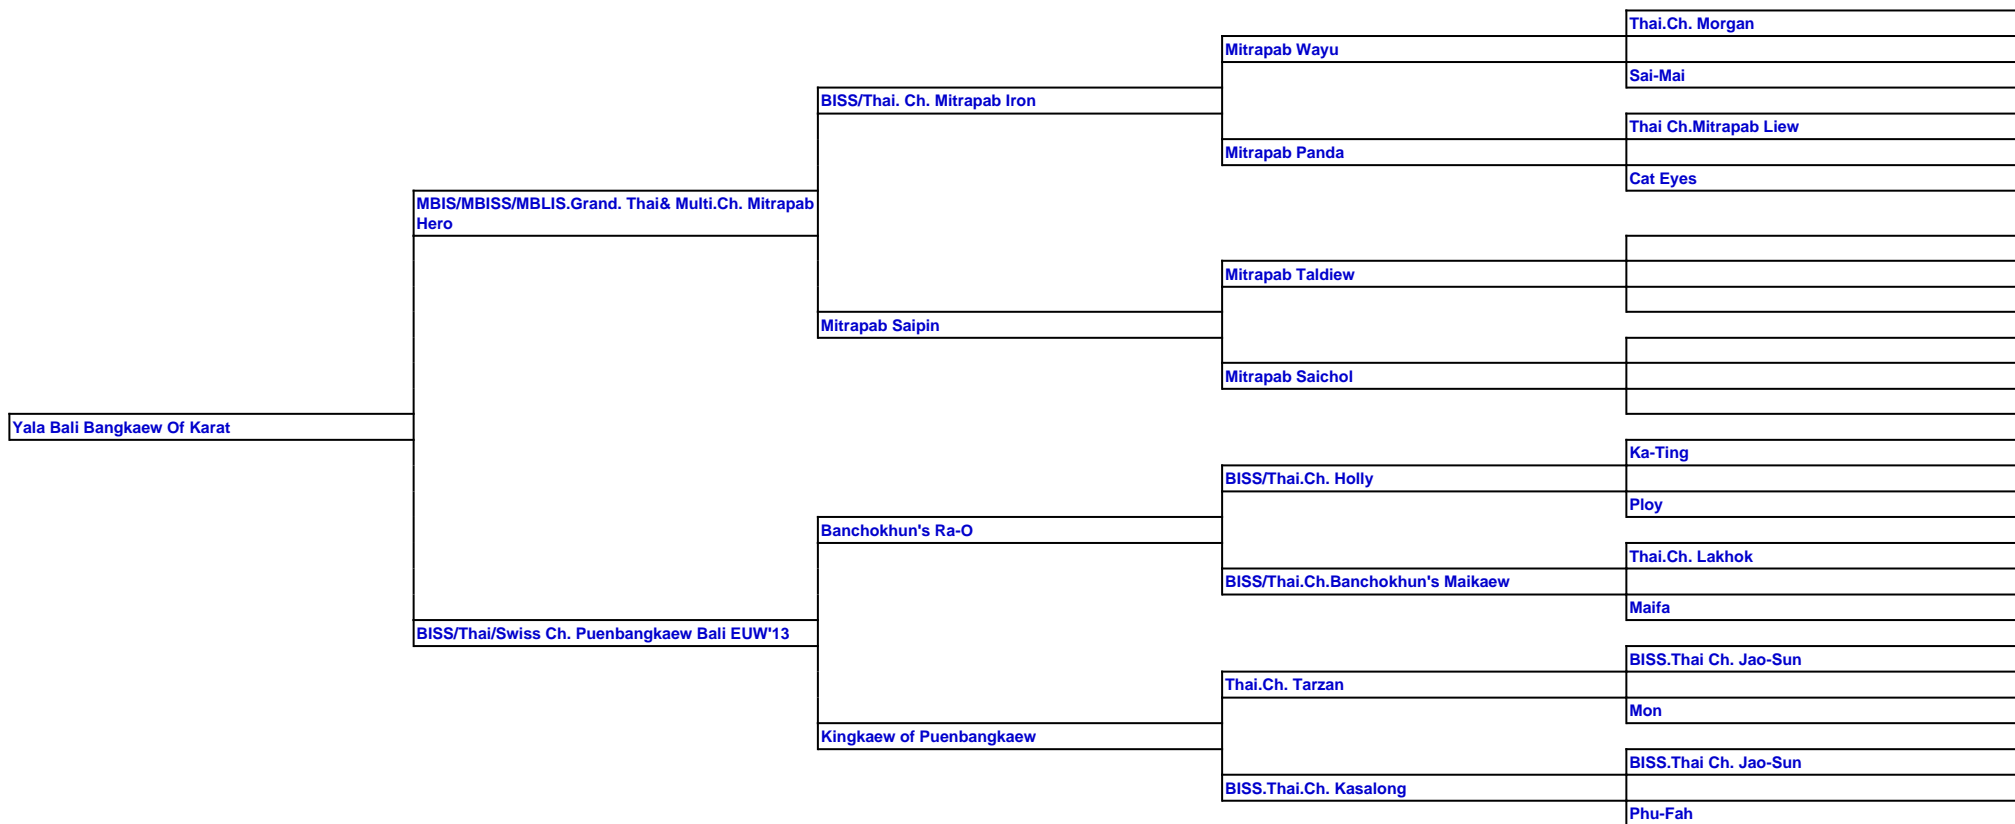 Thai.Ch. Morgan
Mitrapab Wayu
Sai-Mai
BISS/Thai. Ch. Mitrapab Iron
Thai Ch.Mitrapab Liew
Mitrapab Panda
Cat Eyes
MBIS/MBISS/MBLIS.Grand. Thai& Multi.Ch. Mitrapab
Hero
Mitrapab Taldiew
Mitrapab Saipin
Mitrapab Saichol
Yala Bali Bangkaew Of Karat
Ka-Ting
BISS/Thai.Ch. Holly
Ploy
Banchokhun's Ra-O
Thai.Ch. Lakhok
BISS/Thai.Ch.Banchokhun's Maikaew
Maifa
BISS/Thai/Swiss Ch. Puenbangkaew Bali EUW'13
BISS.Thai Ch. Jao-Sun
Thai.Ch. Tarzan
Mon
Kingkaew of Puenbangkaew
BISS.Thai Ch. Jao-Sun
BISS.Thai.Ch. Kasalong
Phu-Fah